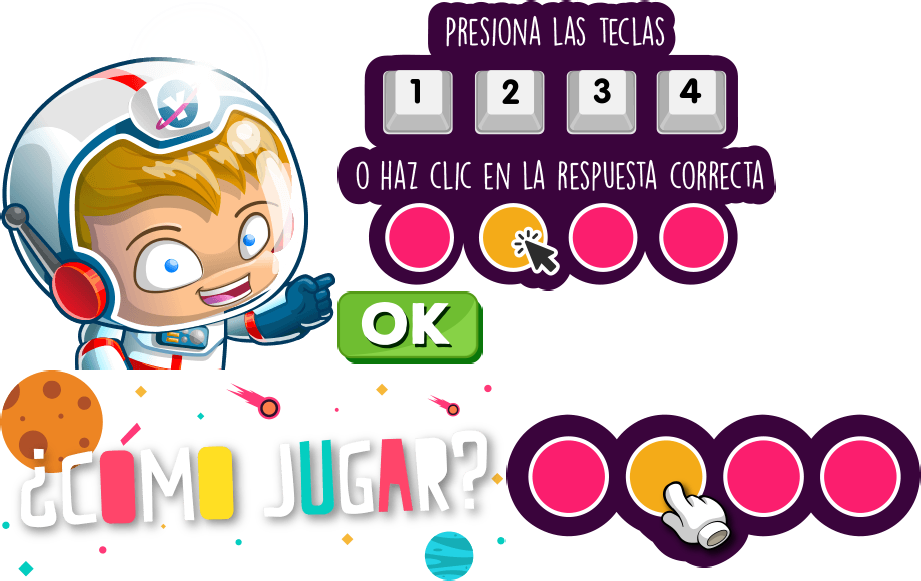 PRESIONA LAS TECLAS
1 2 3 4
O HAZ CLIC EN LA RESPUESTA CORRECTA
OK
¿CÓMO JUGAR?